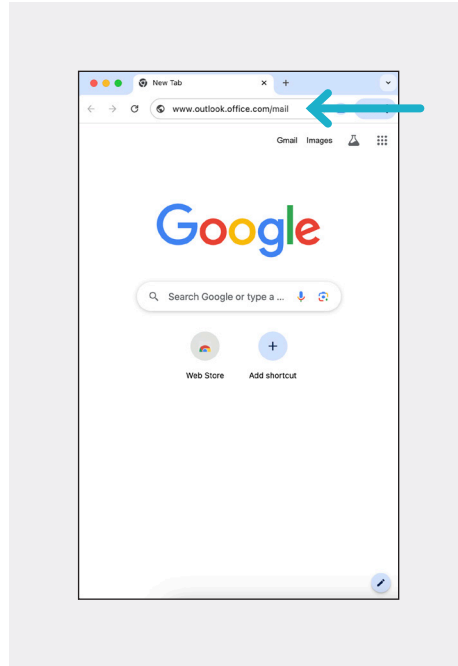 New Tab
www.outlook.office.com/mail
Gmail Images
Google
Search Google or type a ...
Web Store Add shortcut